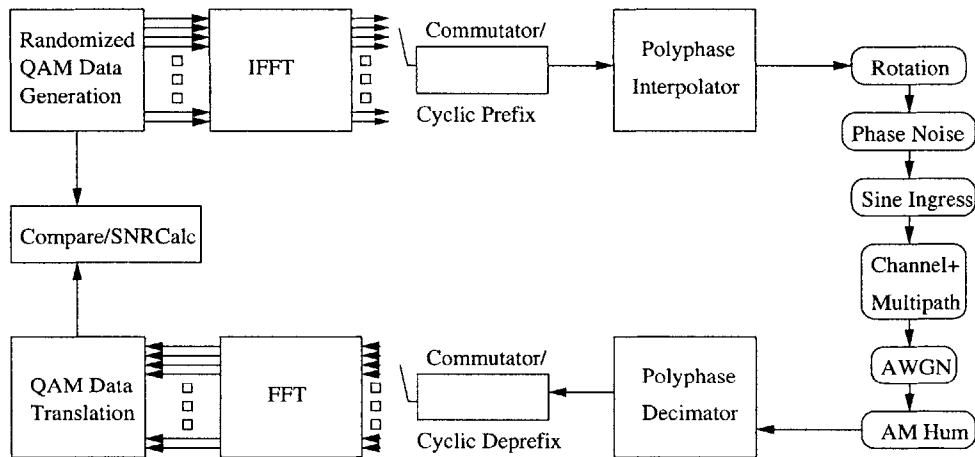 Randomized
QAM Data
Generation
IFFT
Commutator/
Cyclic Prefix
Polyphase
Interpolator
Rotation
Phase Noise
Sine Ingress
Channel+
Multipath
AWGN
AM Hum
Polyphase
Decimator
Commutator/
Cyclic Deprefix
FFT
QAM Data
Translation
Compare/SNRCalc